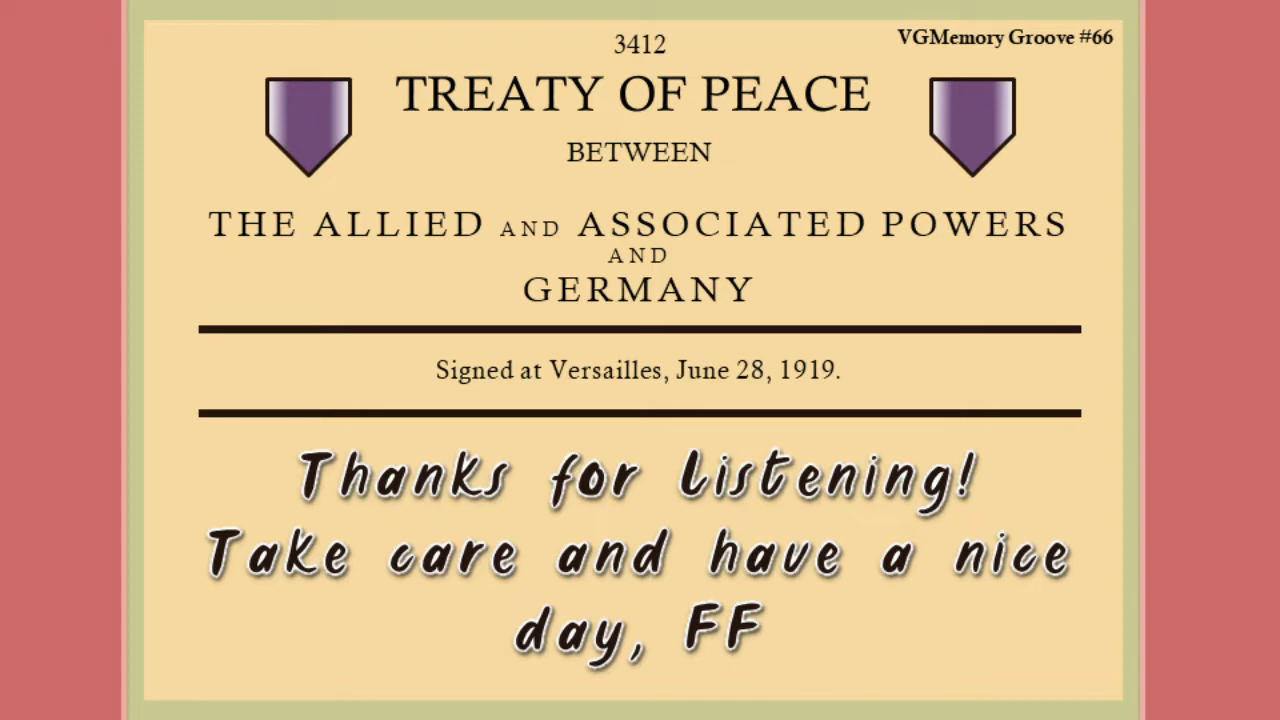 VGMemory Groove #66
3412
TREATY OF PEACE
BETWEEN
THE ALLIED AND ASSOCIATED POWERS
AND
GERMANY
Signed at Versailles, June 28, 1919.
Thanks for Listening!
Take care and have a nice
day, FF